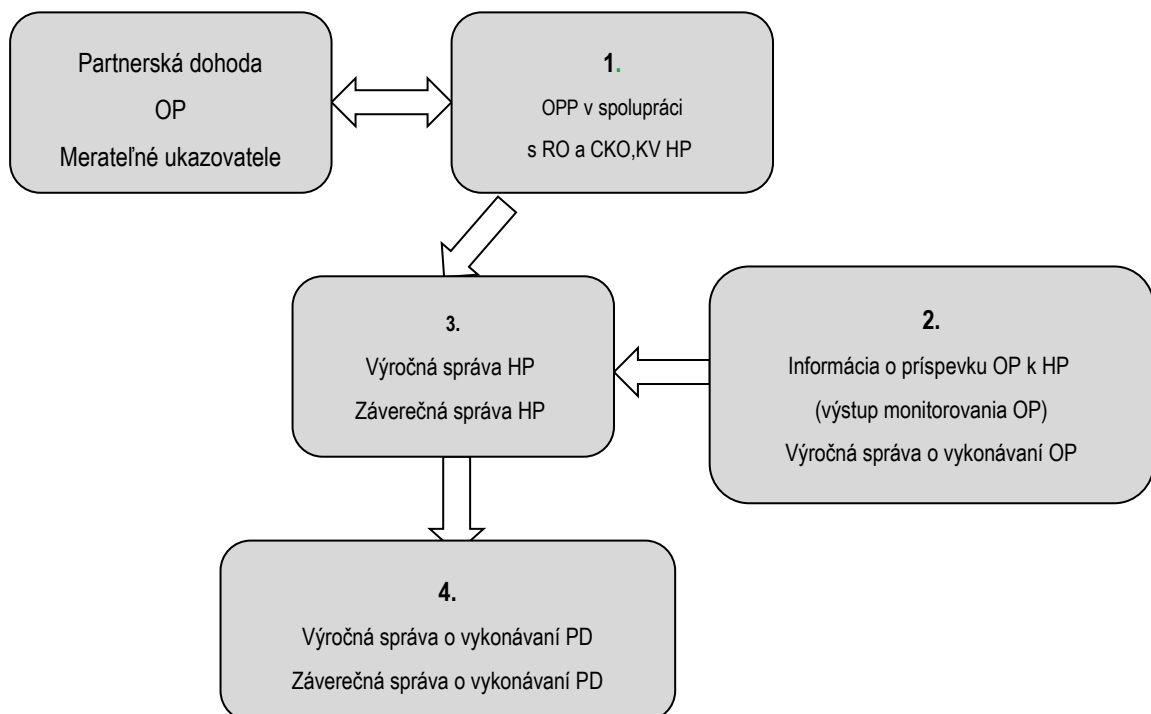 Partnerská dohoda
OP
Merateľné ukazovatele
1.
OPP v spolupráci
s RO a CKO,KV HP
3.
Výročná správa HP
Záverečná správa HP
2.
Informácia o príspevku OP k HP
(výstup monitorovania OP)
Výročná správa o vykonávaní OP
4.
Výročná správa o vykonávaní PD
Záverečná správa o vykonávaní PD